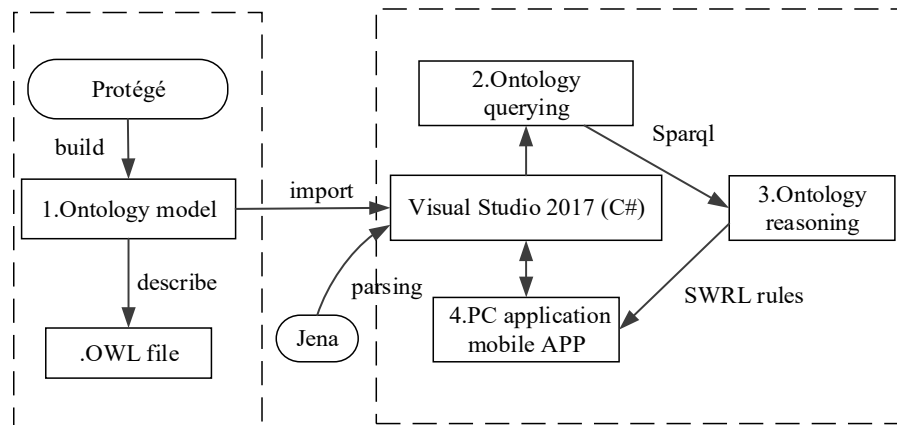 Protégé
build
1.Ontology model
describe
.OWL file
import
parsing
Jena
2.Ontology
querying
Sparql
Visual Studio 2017 (C#)
3.Ontology
reasoning
SWRL rules
4.PC application
mobile APP